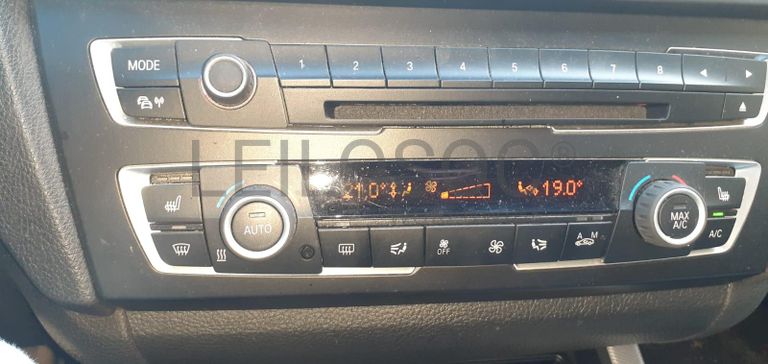 MODE 1 2 3 4 5 6 7 8
LEILOSOC®
21.0° 19.0°
AUTO OFF A M MAX A/C A/C